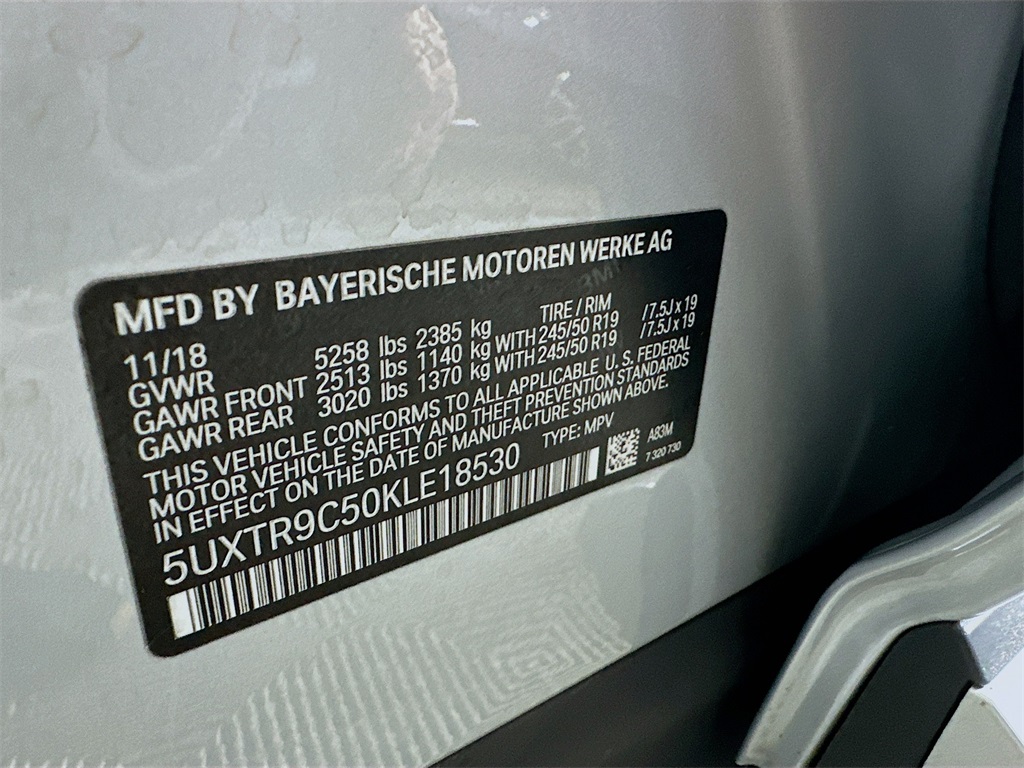 MFD BY BAYERISCHE MOTOREN WERKE AG
11/18 TIRE / RIM
GVWR 5258 lbs 2385 kg
GAWR FRONT 2513 lbs 1140 kg WITH 245/50 R19 / 7.5J x 19
GAWR REAR 3020 lbs 1370 kg WITH 245/50 R19 / 7.5J x 19
THIS VEHICLE CONFORMS TO ALL APPLICABLE U.S. FEDERAL
MOTOR VEHICLE SAFETY AND THEFT PREVENTION STANDARDS
IN EFFECT ON THE DATE OF MANUFACTURE SHOWN ABOVE.
5UXTR9C50KLE18530 TYPE: MPV A83M
7 320 730